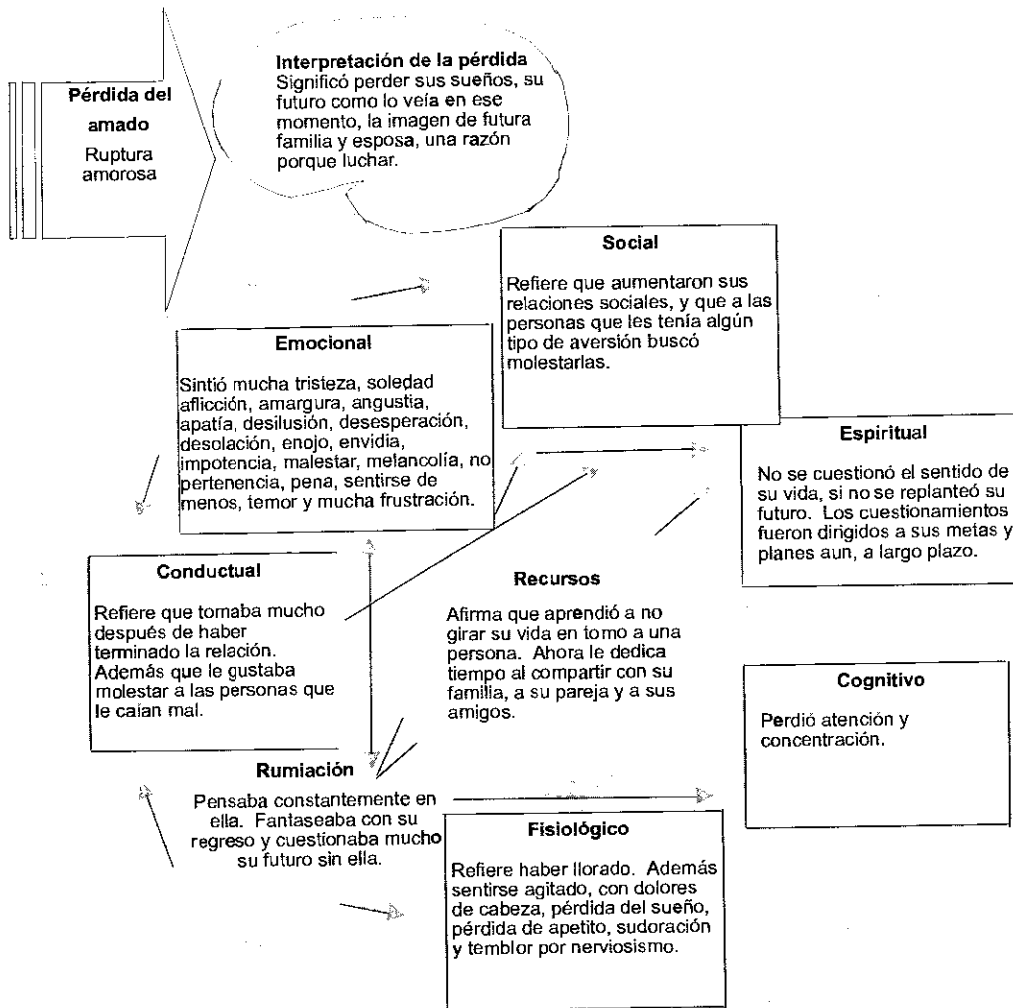 Pérdida del
amado
Ruptura
amorosa
Interpretación de la pérdida
Significó perder sus sueños, su
futuro como lo veía en ese
momento, la imagen de futura
familia y esposa, una razón
porque luchar.
Social
Refiere que aumentaron sus
relaciones sociales, y que a las
personas que les tenía algún
tipo de aversión buscó
molestarlas.
Emocional
Sintió mucha tristeza, soledad
aflicción, amargura, angustia,
apatía, desilusión, desesperación,
desolación, enojo, envidia,
impotencia, malestar, melancolía, no
pertenencia, pena, sentirse de
menos, temor y mucha frustración.
Espiritual
No se cuestionó el sentido de
su vida, si no se replanteó su
futuro. Los cuestionamientos
fueron dirigidos a sus metas y
planes aun, a largo plazo.
Conductual
Refiere que tomaba mucho
después de haber
terminado la relación.
Además que le gustaba
molestar a las personas que
le caían mal.
Recursos
Afirma que aprendió a no
girar su vida en torno a una
persona. Ahora le dedica
tiempo al compartir con su
familia, a su pareja y a sus
amigos.
Cognitivo
Perdió atención y
concentración.
Rumiación
Pensaba constantemente en
ella. Fantaseaba con su
regreso y cuestionaba mucho
su futuro sin ella.
Fisiológico
Refiere haber llorado. Además
sentirse agitado, con dolores
de cabeza, pérdida del sueño,
pérdida de apetito, sudoración
y temblor por nerviosismo.